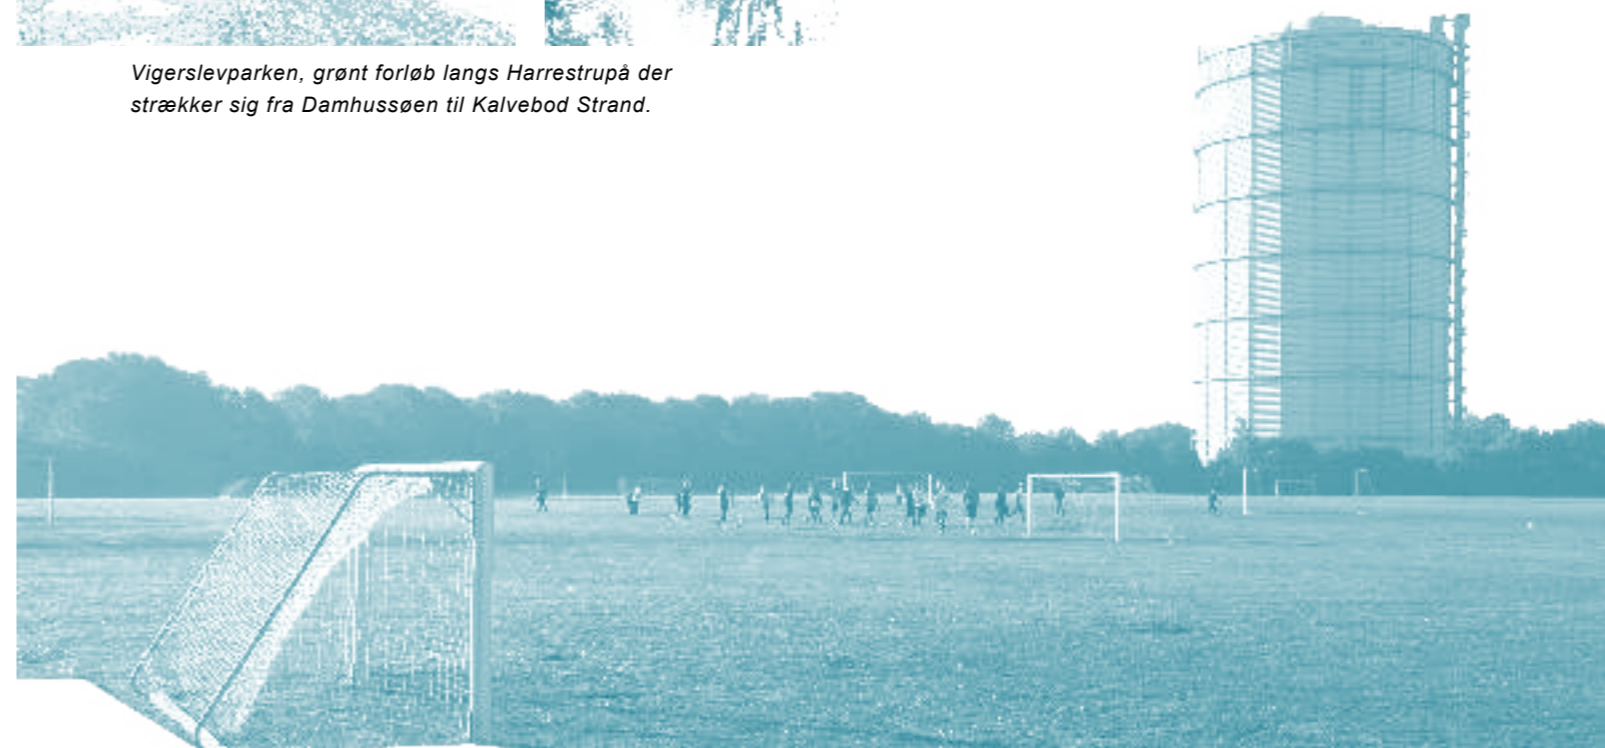 Vigerslevparken, grønt forløb langs Harrestrupå der
strækker sig fra Damhussøen til Kalvebod Strand.